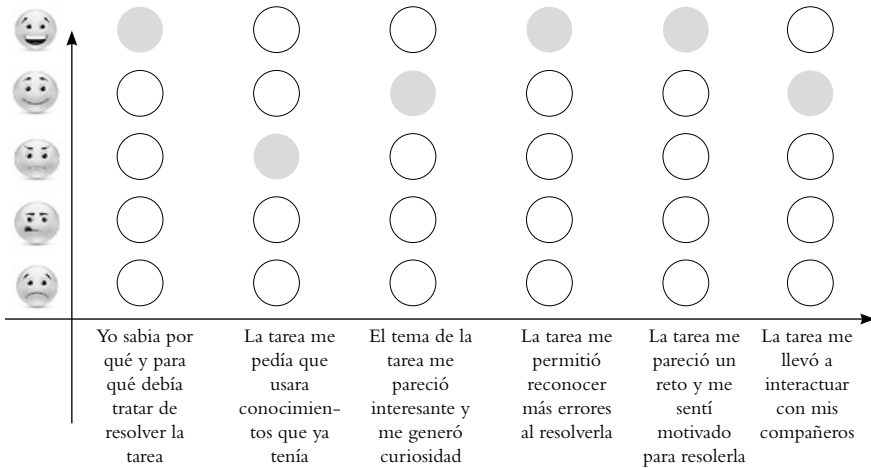 Yo sabia por
qué y para
qué debía
tratar de
resolver la
tarea
La tarea me
pedía que
usara
conocimien-
tos que ya
tenía
El tema de la
tarea me
pareció
interesante y
me generó
curiosidad
La tarea me
permitió
reconocer
más errores
al resolverla
La tarea me
pareció un
reto y me
sentí
motivado
para resolerla
La tarea me
llevó a
interactuar
con mis
compañeros